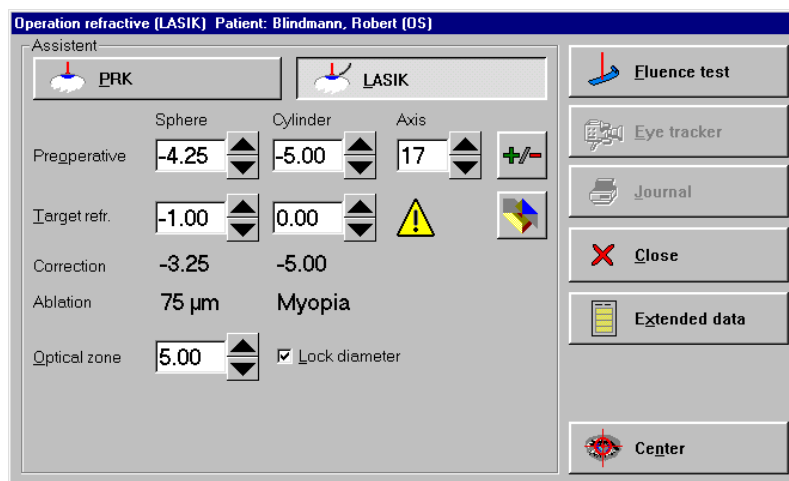 Operation refractive (LASIK) Patient: Blindmann, Robert (OS)
Assistent
PRK
LASIK
Sphere Cylinder Axis
Preoperative -4.25 -5.00 17 +/-
Target refr. -1.00 0.00
Correction -3.25 -5.00
Ablation 75 µm Myopia
Optical zone 5.00 Lock diameter
Fluence test
Eye tracker
Journal
Close
Extended data
Center